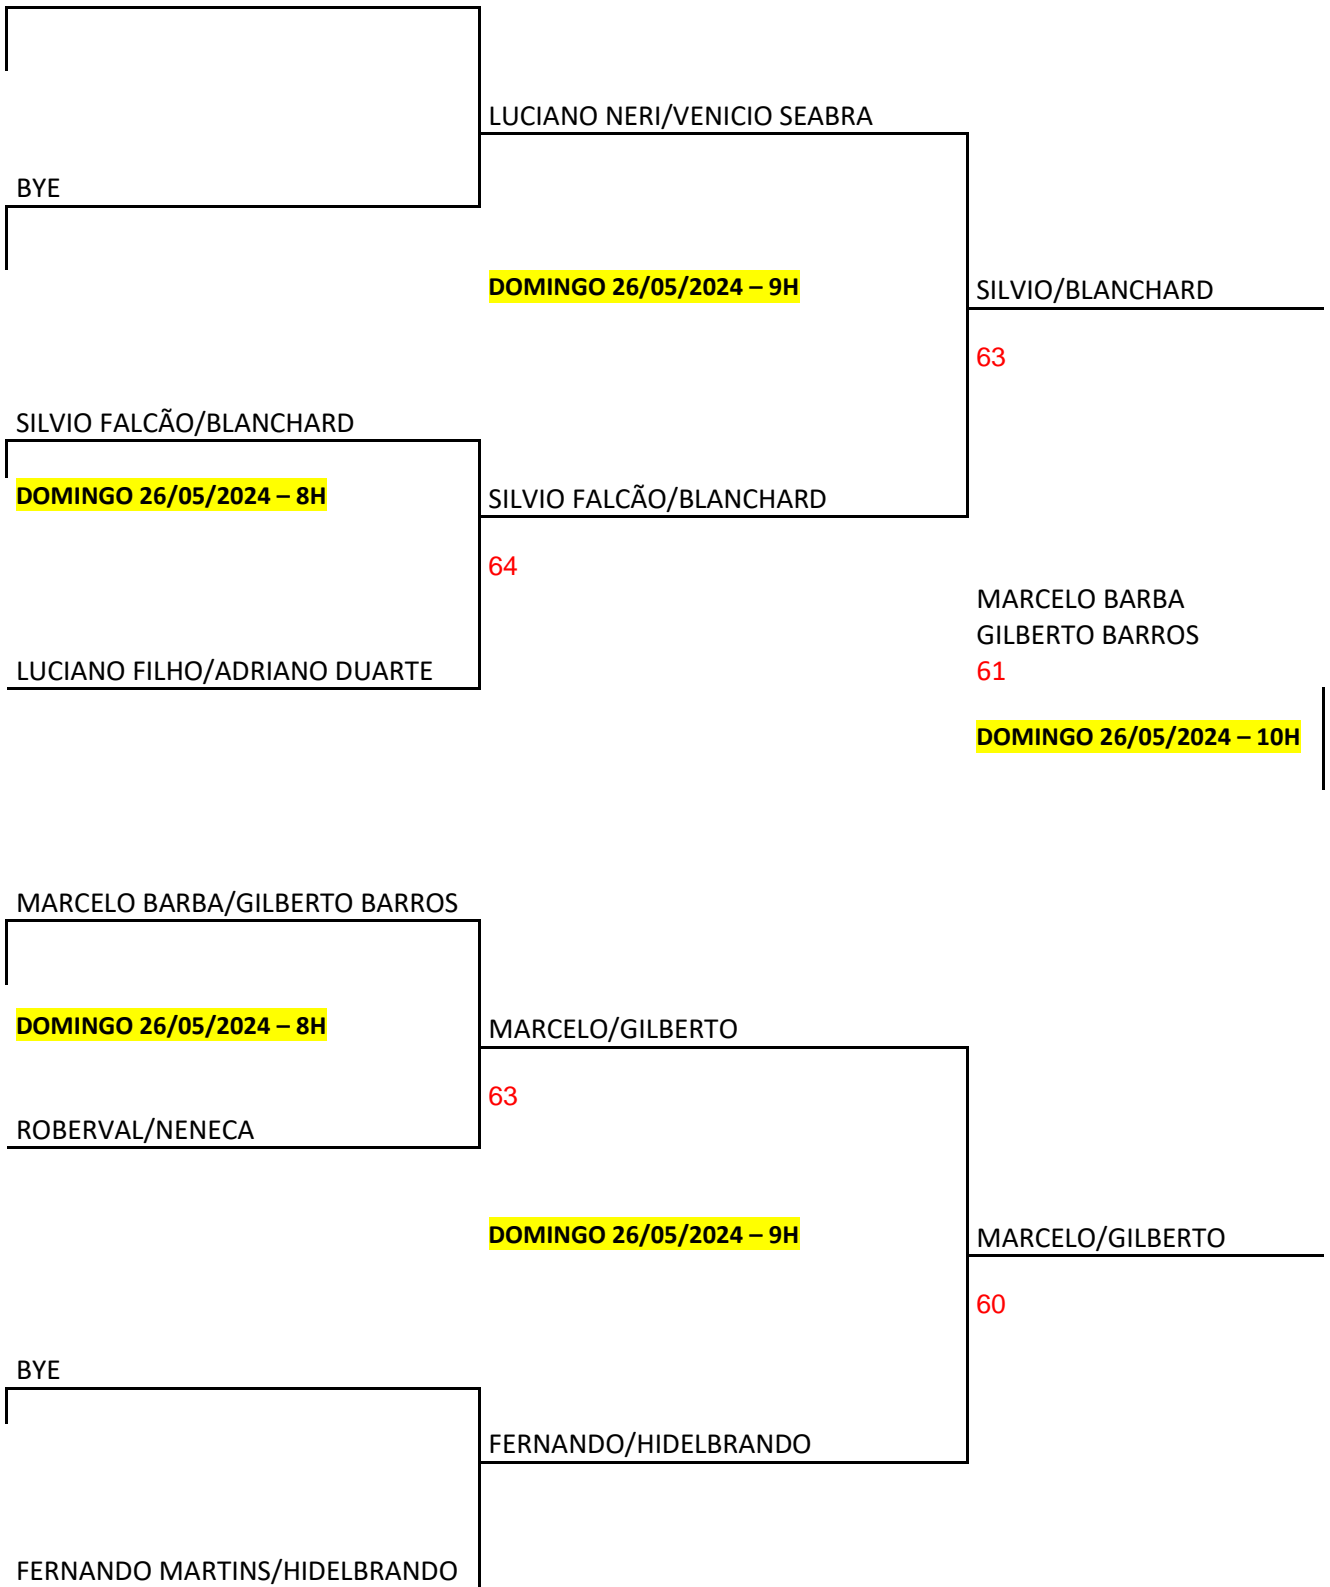 LUCIANO NERI/VENICIO SEABRA
BYE
DOMINGO 26/05/2024 – 9H
SILVIO/BLANCHARD
63
SILVIO FALCÃO/BLANCHARD
DOMINGO 26/05/2024 – 8H
SILVIO FALCÃO/BLANCHARD
64
MARCELO BARBA
GILBERTO BARROS
LUCIANO FILHO/ADRIANO DUARTE
61
DOMINGO 26/05/2024 – 10H
MARCELO BARBA/GILBERTO BARROS
DOMINGO 26/05/2024 – 8H
MARCELO/GILBERTO
63
ROBERVAL/NENECA
DOMINGO 26/05/2024 – 9H
MARCELO/GILBERTO
60
BYE
FERNANDO/HIDELBRANDO
FERNANDO MARTINS/HIDELBRANDO